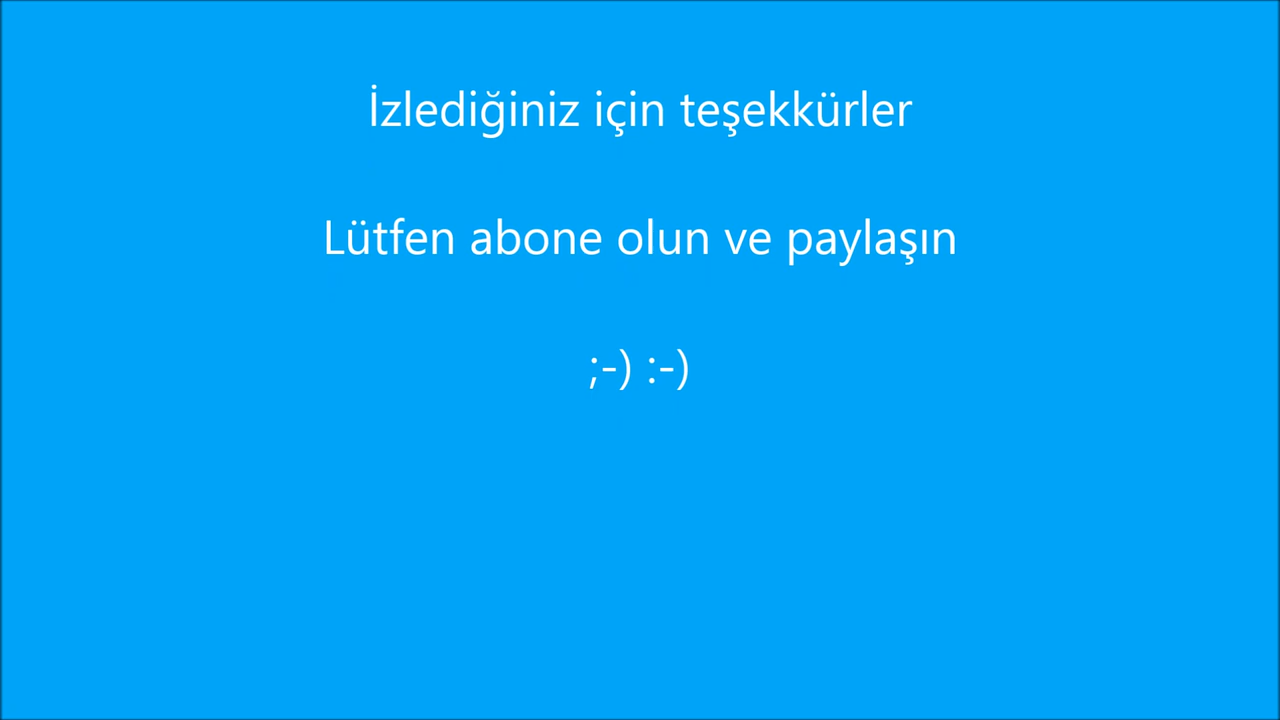 İzlediğiniz için teşekkürler
Lütfen abone olun ve paylaşın
;-) :-)